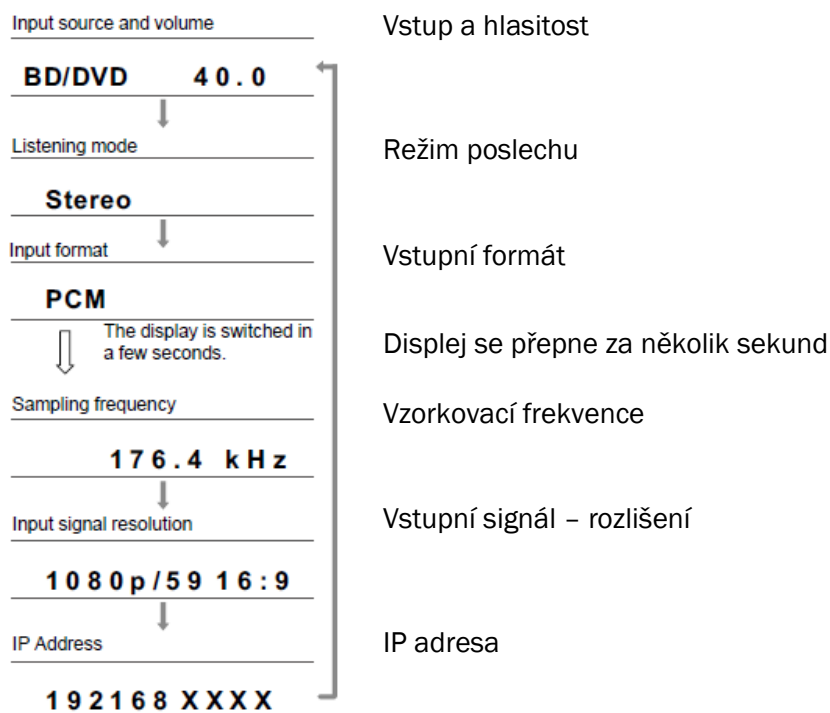 Input source and volume
Vstup a hlasitost
BD/DVD 40.0
Listening mode
Režim poslechu
Stereo
Input format
Vstupní formát
PCM
The display is switched in
a few seconds.
Displej se přepne za několik sekund
Sampling frequency
Vzorkovací frekvence
176.4 kHz
Input signal resolution
Vstupní signál – rozlišení
1080p/59 16:9
IP Address
IP adresa
192168 XXXX